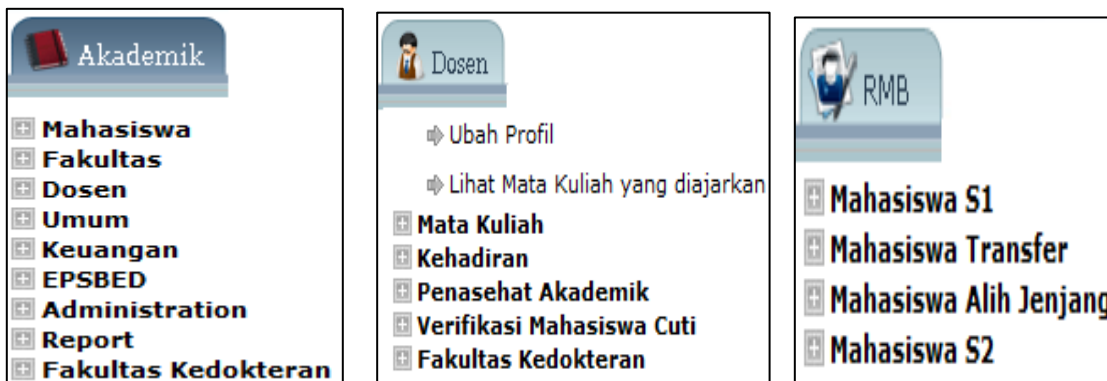 Akademik
Mahasiswa
Fakultas
Dosen
Umum
Keuangan
EPSBED
Administration
Report
Fakultas Kedokteran
Dosen
Ubah Profil
Lihat Mata Kuliah yang diajarkan
Mata Kuliah
Kehadiran
Penasehat Akademik
Verifikasi Mahasiswa Cuti
Fakultas Kedokteran
RMB
Mahasiswa S1
Mahasiswa Transfer
Mahasiswa Alih Jenjang
Mahasiswa S2